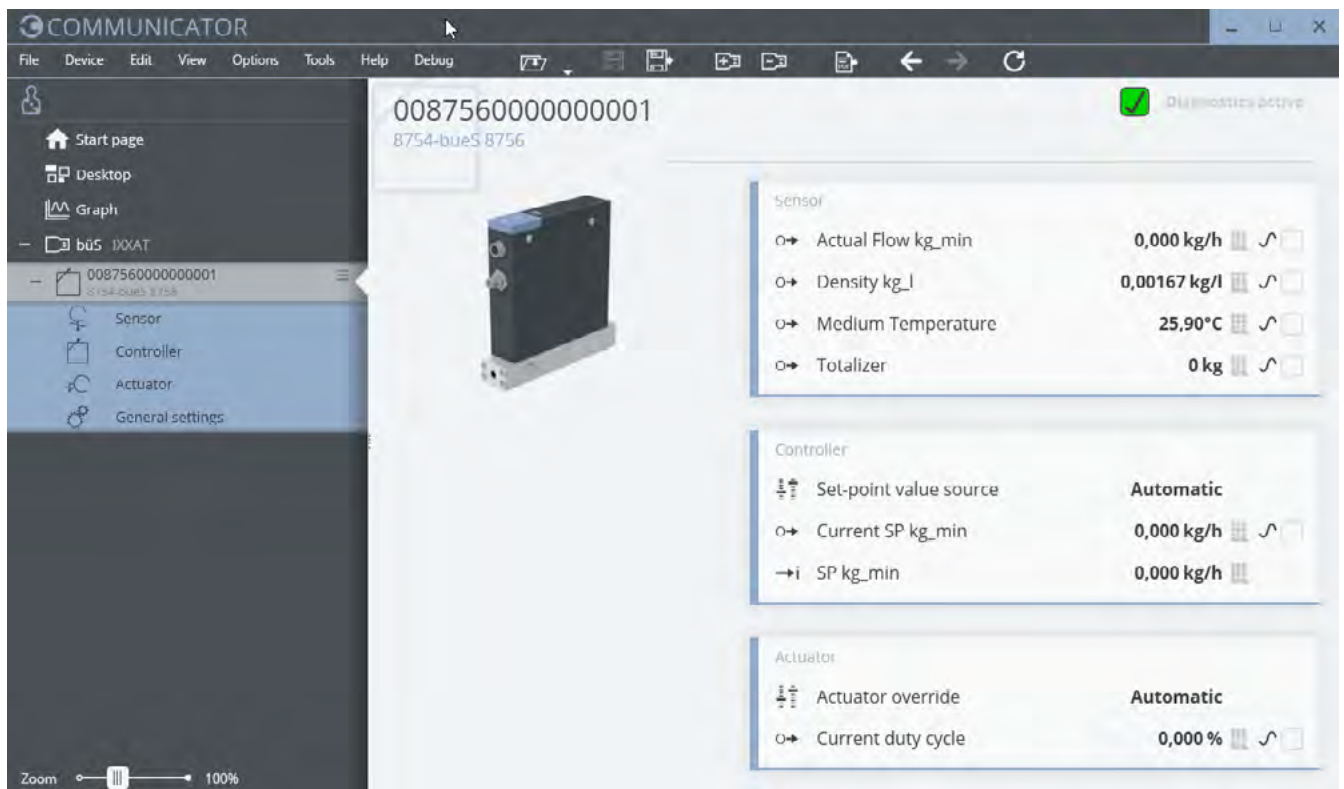 COMMUNICATOR
File Device Edit View Options Tools Help Debug
Start page
Desktop
Graph
büS IXXAT
0087560000000001
8754-bueS 8756
Sensor
Controller
Actuator
General settings
Zoom 100%
0087560000000001
8754-bueS 8756
Diagnostics active
Sensor
Actual Flow kg_min 0,000 kg/h
Density kg_l 0,00167 kg/l
Medium Temperature 25,90°C
Totalizer 0 kg
Controller
Set-point value source Automatic
Current SP kg_min 0,000 kg/h
SP kg_min 0,000 kg/h
Actuator
Actuator override Automatic
Current duty cycle 0,000 %